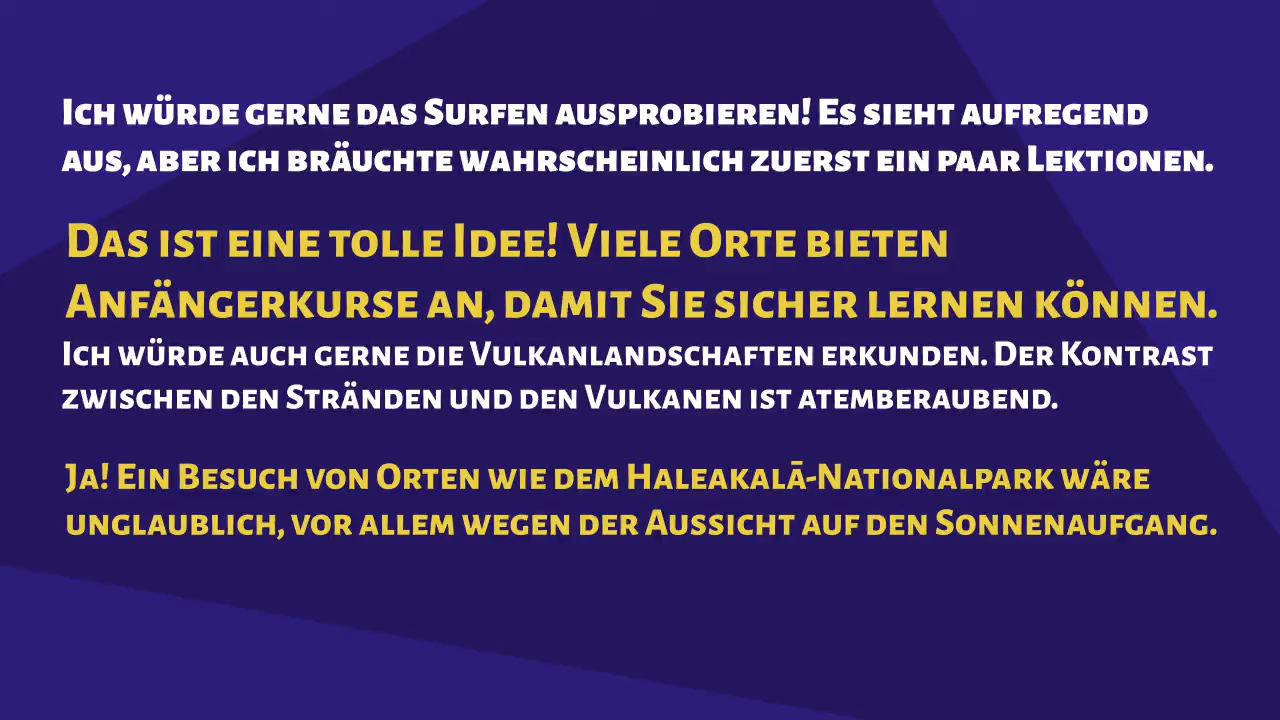 Ich würde gerne das Surfen ausprobieren! Es sieht aufregend
aus, aber ich bräuchte wahrscheinlich zuerst ein paar Lektionen.
Das ist eine tolle Idee! Viele Orte bieten
Anfängerkurse an, damit Sie sicher lernen können.
Ich würde auch gerne die Vulkanlandschaften erkunden. Der Kontrast
zwischen den Stränden und den Vulkanen ist atemberaubend.
Ja! Ein Besuch von Orten wie dem Haleakalā-Nationalpark wäre
unglaublich, vor allem wegen der Aussicht auf den Sonnenaufgang.